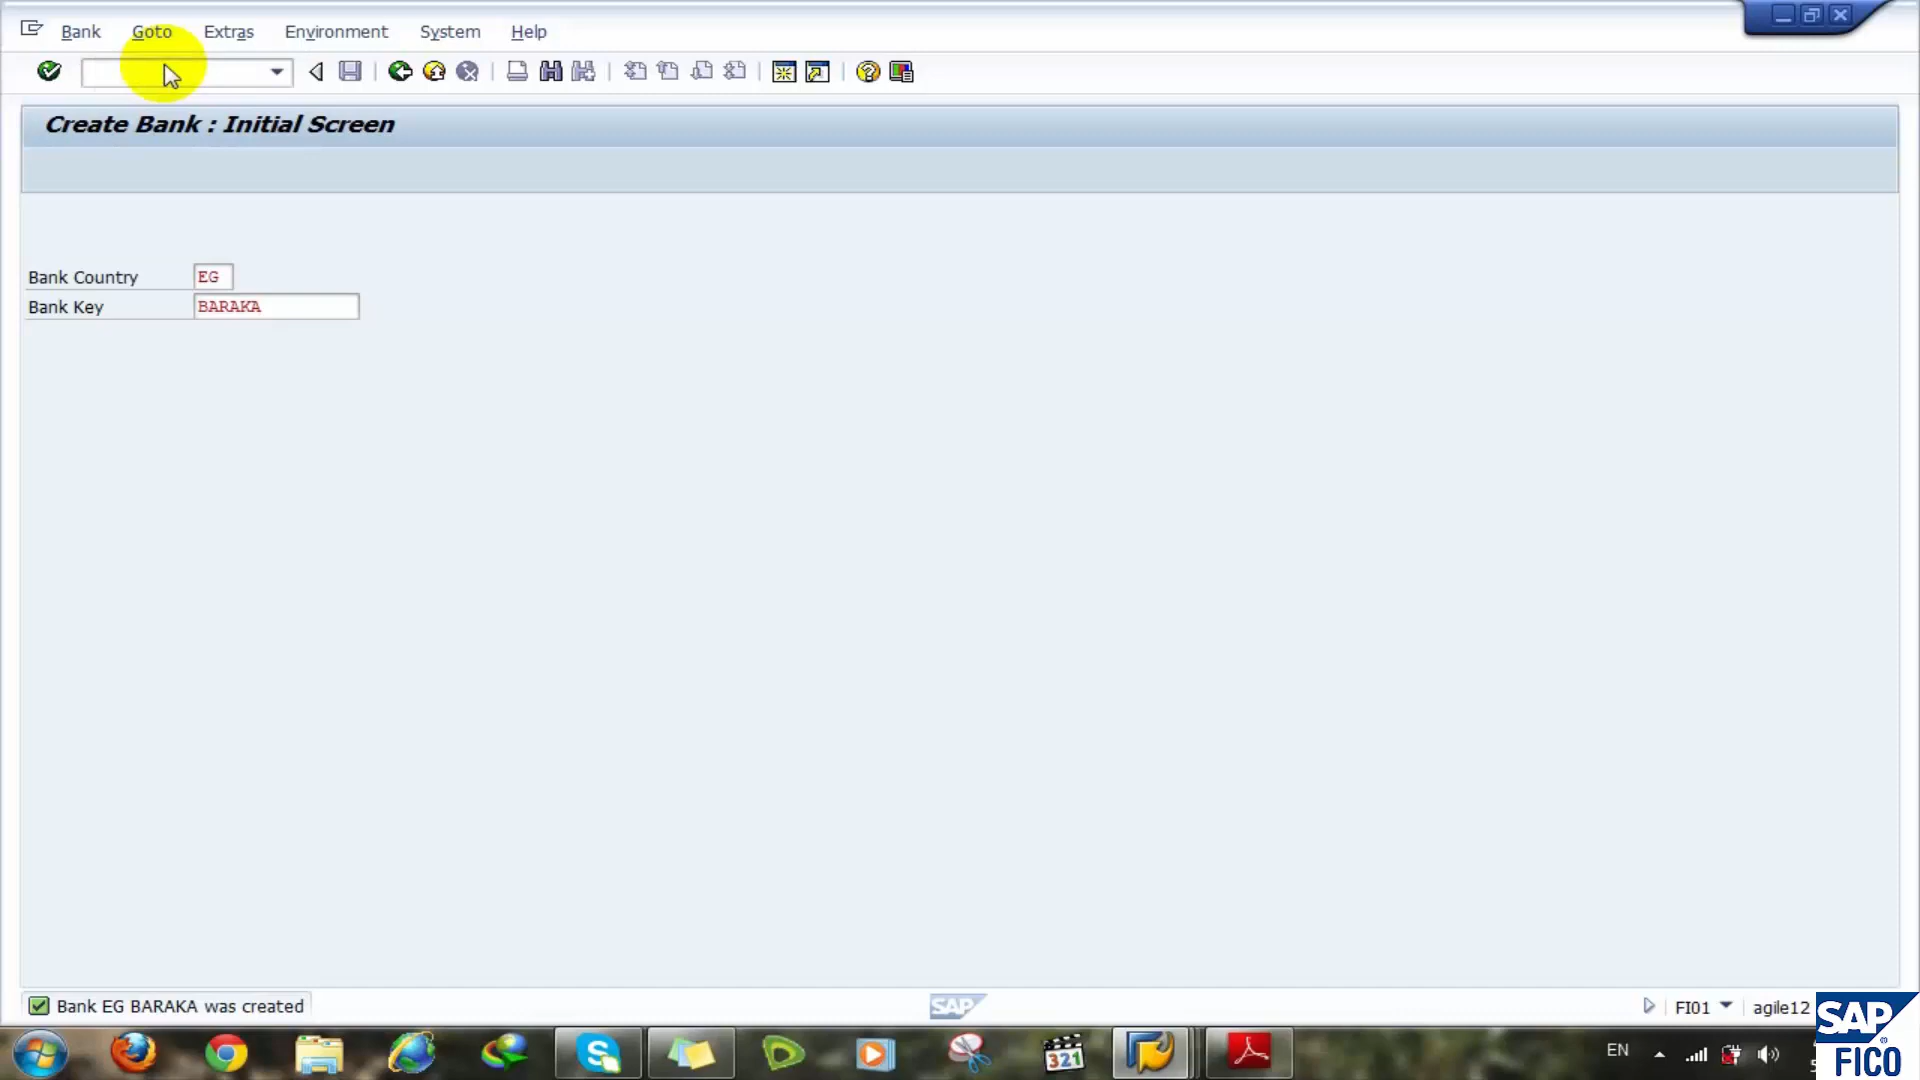 Bank Goto Extras Environment System Help
Create Bank : Initial Screen
Bank Country EG
Bank Key BARAKA
Bank EG BARAKA was created
SAP
FI01 agile12
SAP
FICO
321
EN